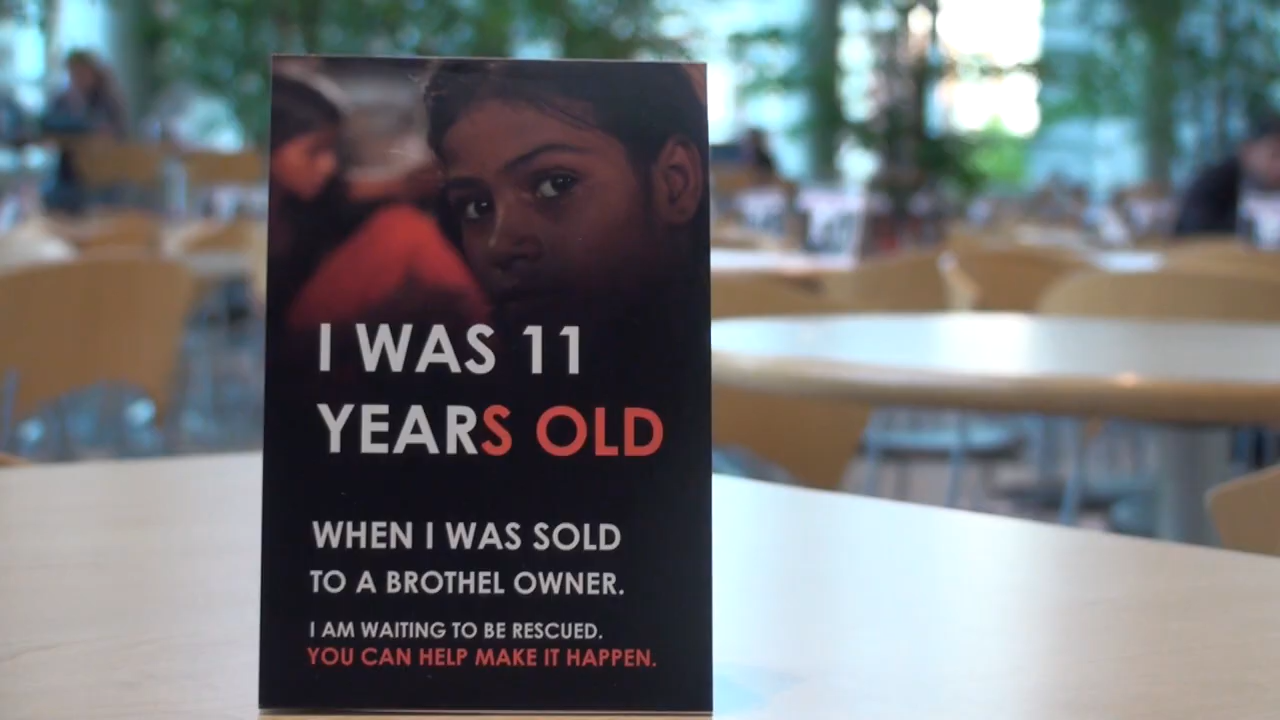 I WAS 11
YEARS OLD
WHEN I WAS SOLD
TO A BROTHEL OWNER.
I AM WAITING TO BE RESCUED.
YOU CAN HELP MAKE IT HAPPEN.